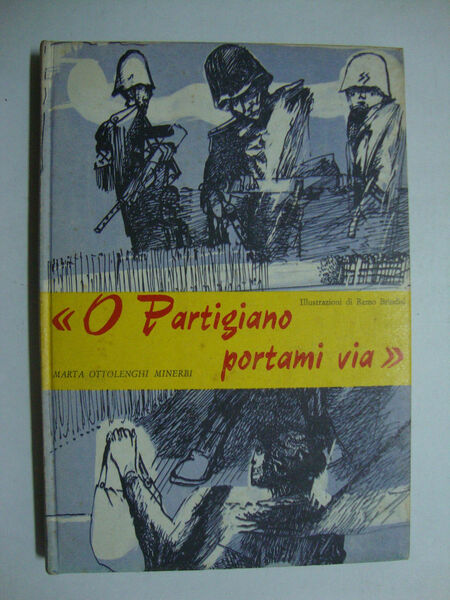 Illustrazioni di Remo Brindisi
« O Partigiano
portami via »
MARTA OTTOLENGHI MINERBI